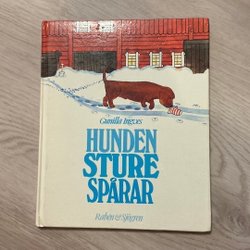 Gunilla Ingves
HUNDEN
STURE
SPÅRAR
Rabén & Sjögren